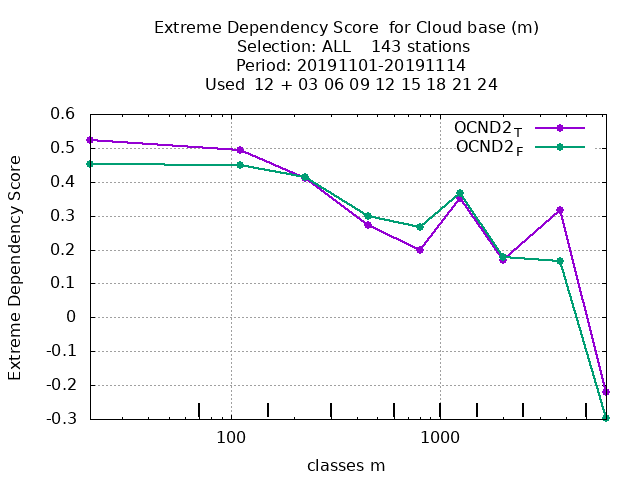 Extreme Dependency Score  for Cloud base (m)
Selection: ALL    143 stations
Period: 20191101-20191114
Used  12 + 03 06 09 12 15 18 21 24
OCND2T
OCND2F
Extreme Dependency Score
0.6
0.5
0.4
0.3
0.2
0.1
0
-0.1
-0.2
-0.3
100
1000
classes m